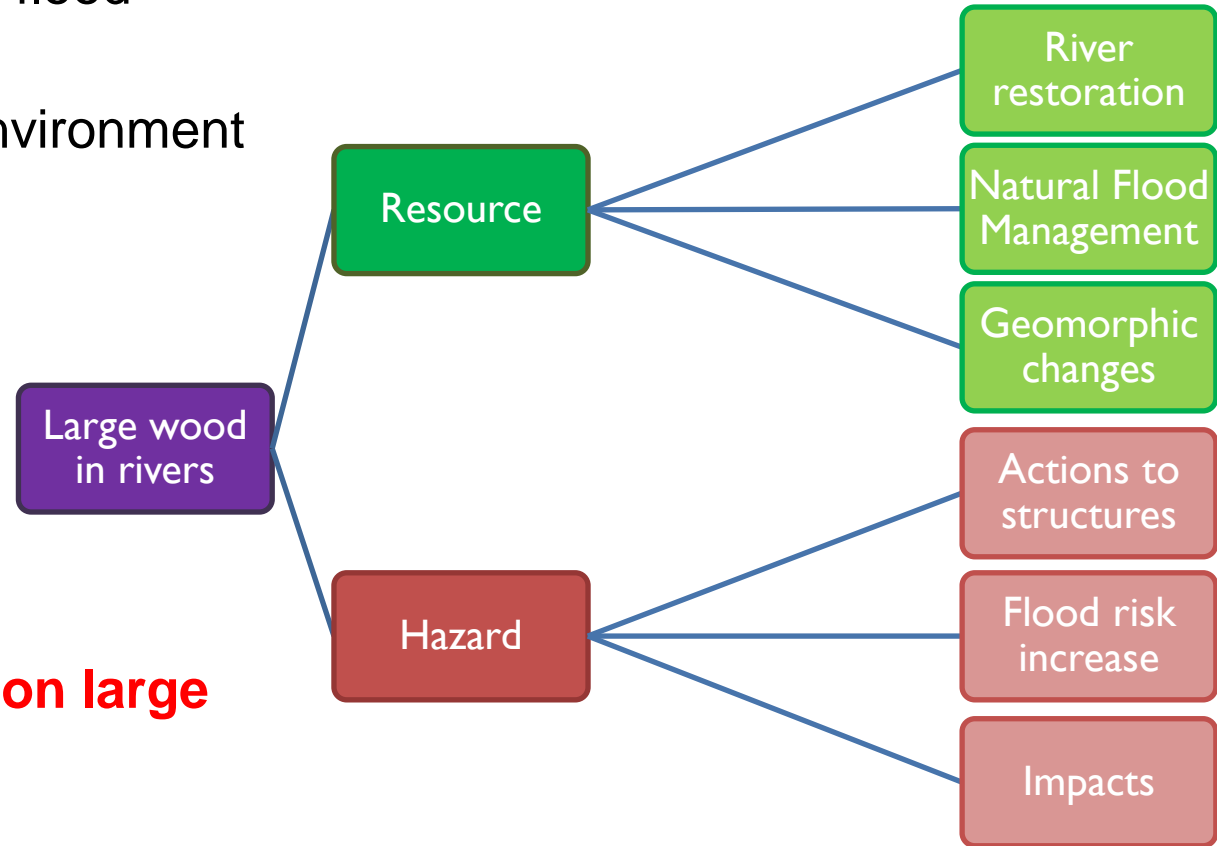 flood
nvironment
on large
Large wood
in rivers
Resource
River
restoration
Natural Flood
Management
Geomorphic
changes
Hazard
Actions to
structures
Flood risk
increase
Impacts